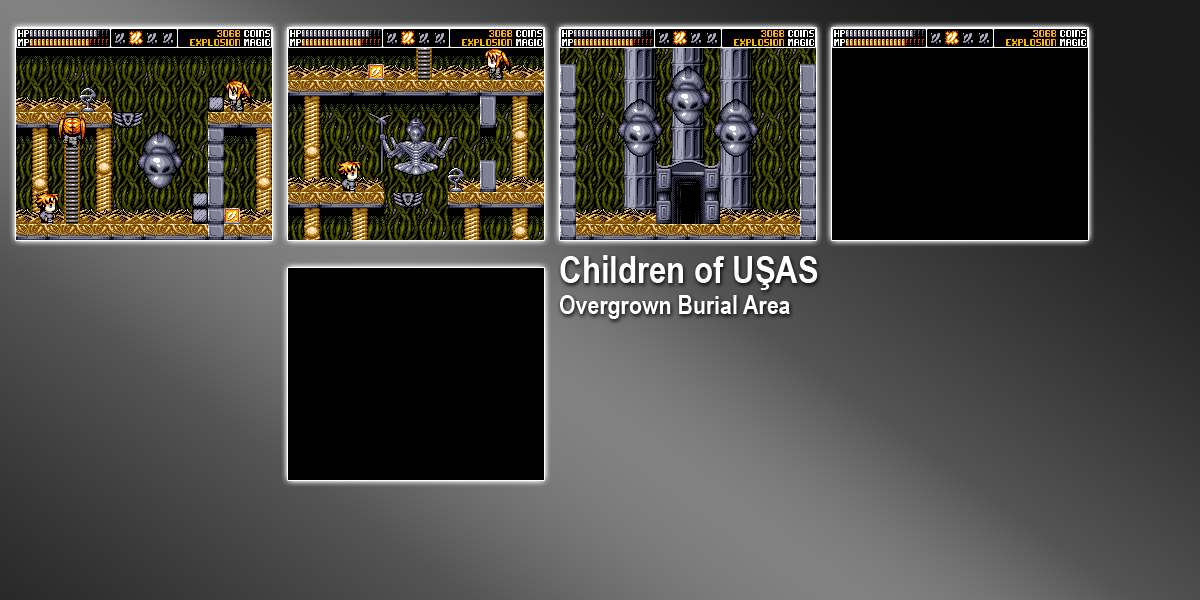 HP
3068 COINS
MP
EXPLOSION MAGIC
HP
3068 COINS
MP
EXPLOSION MAGIC
HP
3068 COINS
MP
EXPLOSION MAGIC
HP
3068 COINS
MP
EXPLOSION MAGIC
Children of UŞAS
Overgrown Burial Area